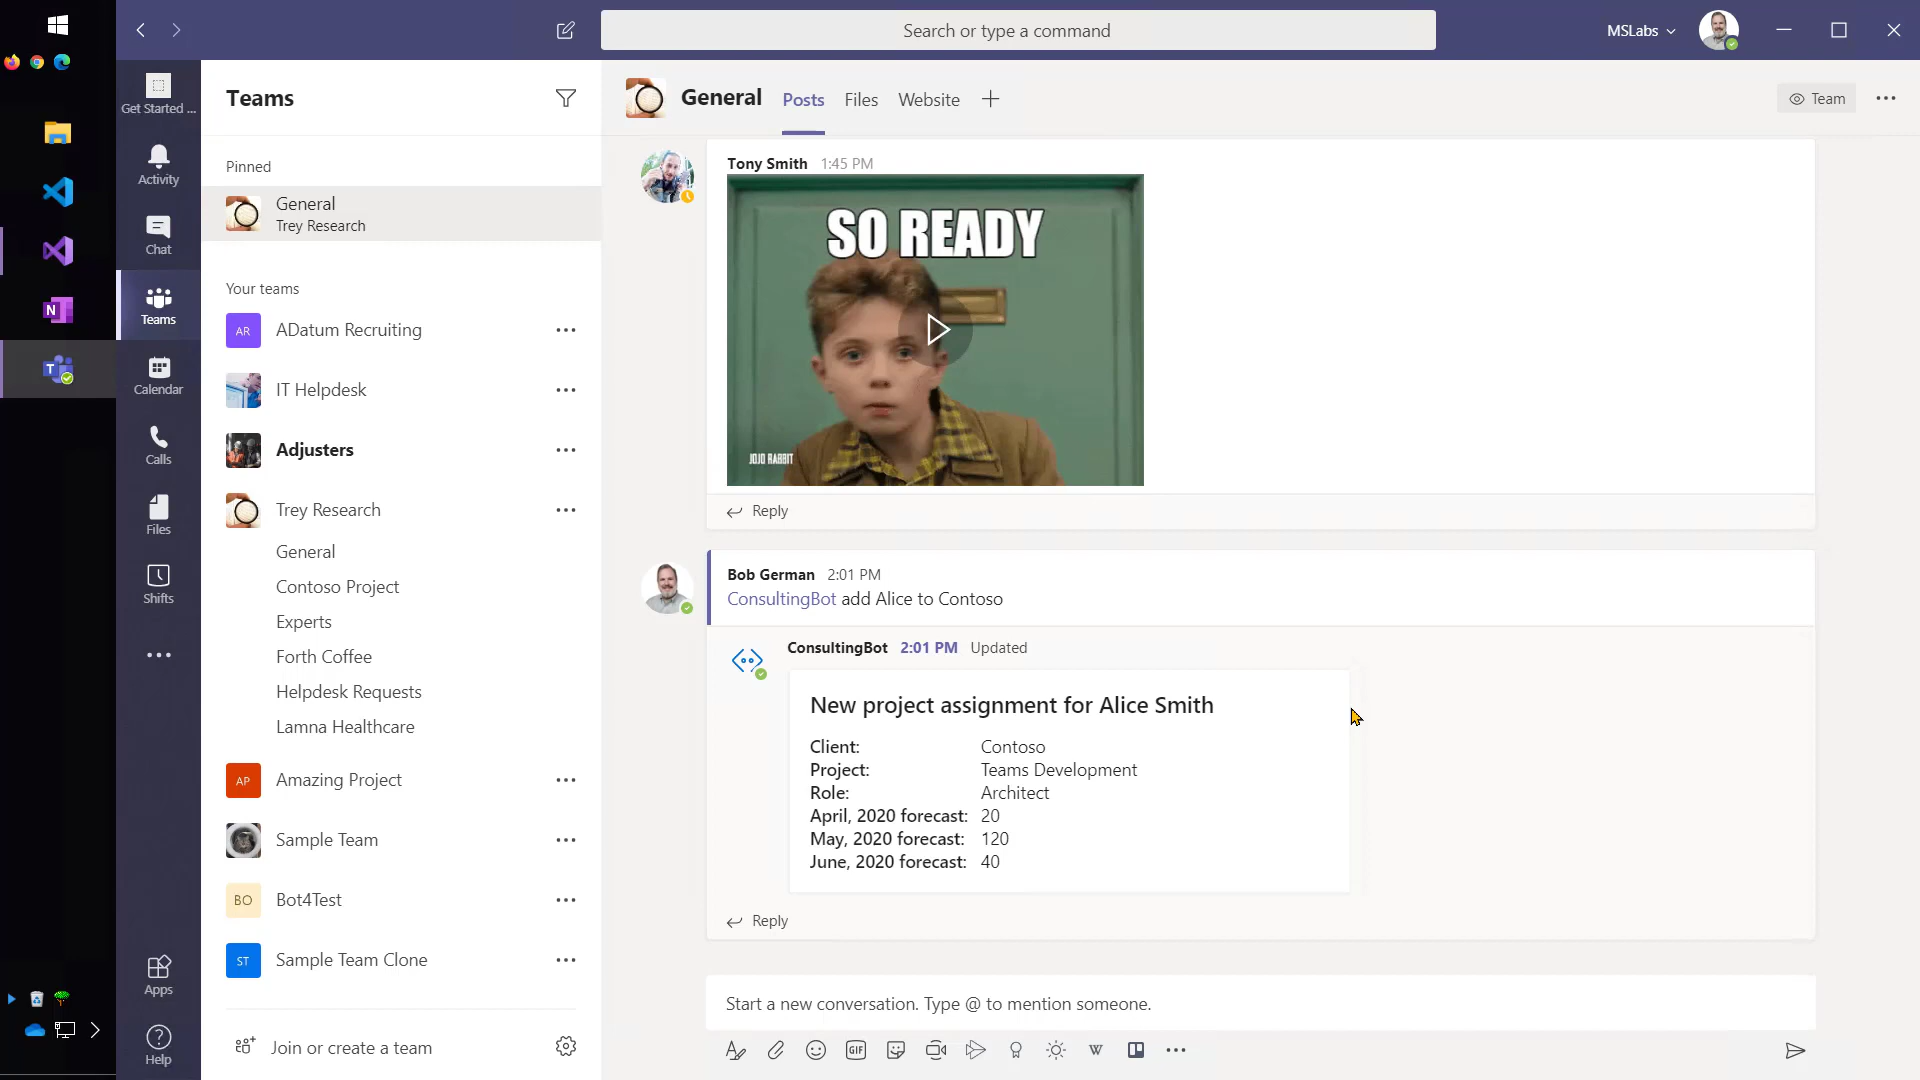 Search or type a command
MSLabs
Get Started ...
Activity
Chat
Teams
Calendar
Calls
Files
Shifts
Apps
Help
Teams
Pinned
General
Trey Research
Your teams
AR
ADatum Recruiting
IT Helpdesk
Adjusters
Trey Research
General
Contoso Project
Experts
Forth Coffee
Helpdesk Requests
Lamna Healthcare
AP
Amazing Project
Sample Team
BO
Bot4Test
ST
Sample Team Clone
Join or create a team
General
Posts
Files
Website
Team
Tony Smith 1:45 PM
SO READY
JOJO RABBIT
Reply
Bob German 2:01 PM
ConsultingBot add Alice to Contoso
ConsultingBot 2:01 PM Updated
New project assignment for Alice Smith
Client: Contoso
Project: Teams Development
Role: Architect
April, 2020 forecast: 20
May, 2020 forecast: 120
June, 2020 forecast: 40
Reply
Start a new conversation. Type @ to mention someone.
GIF
W